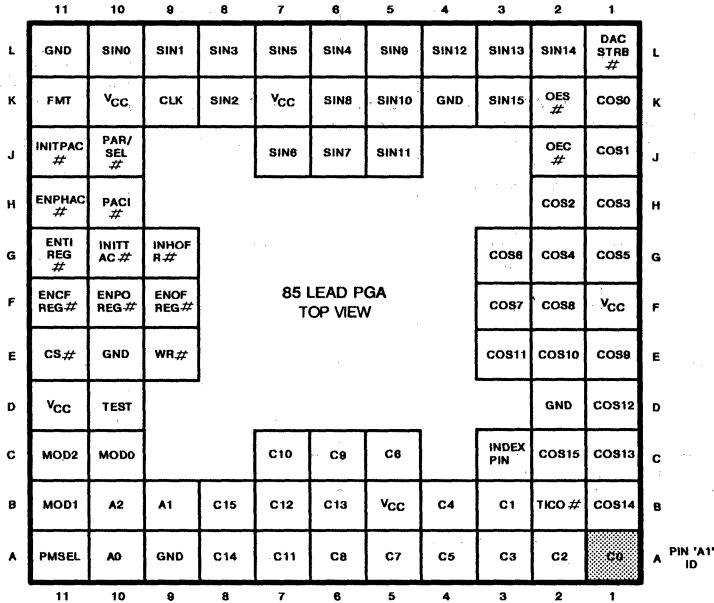 11 10 9 8 7 6 5 4 3 2 1
L GND SIN0 SIN1 SIN3 SIN5 SIN4 SIN9 SIN12 SIN13 SIN14 DAC STRB # L
K FMT VCC CLK SIN2 VCC SIN8 SIN10 GND SIN15 OES # COS0 K
J INITPAC # PAR/ SEL # SIN6 SIN7 SIN11 OEC # COS1 J
H ENPHAC # PACI # COS2 COS3 H
G ENTI REG # INITT AC # INHOF R # COS6 COS4 COS5 G
F ENCF REG # ENPO REG # ENOF REG # 85 LEAD PGA TOP VIEW COS7 COS8 VCC F
E CS # GND WR # COS11 COS10 COS9 E
D VCC TEST GND COS12 D
C MOD2 MOD0 C10 C9 C6 INDEX PIN COS15 COS13 C
B MOD1 A2 A1 C15 C12 C13 VCC C4 C1 TICO # COS14 B
A PMSEL A0 GND C14 C11 C8 C7 C5 C3 C2 C0 A PIN 'A1' ID
11 10 9 8 7 6 5 4 3 2 1